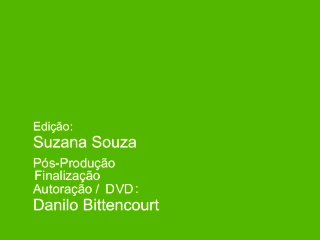 Edição:
Suzana Souza
Pós-Produção
Finalização
Autoração / DVD:
Danilo Bittencourt